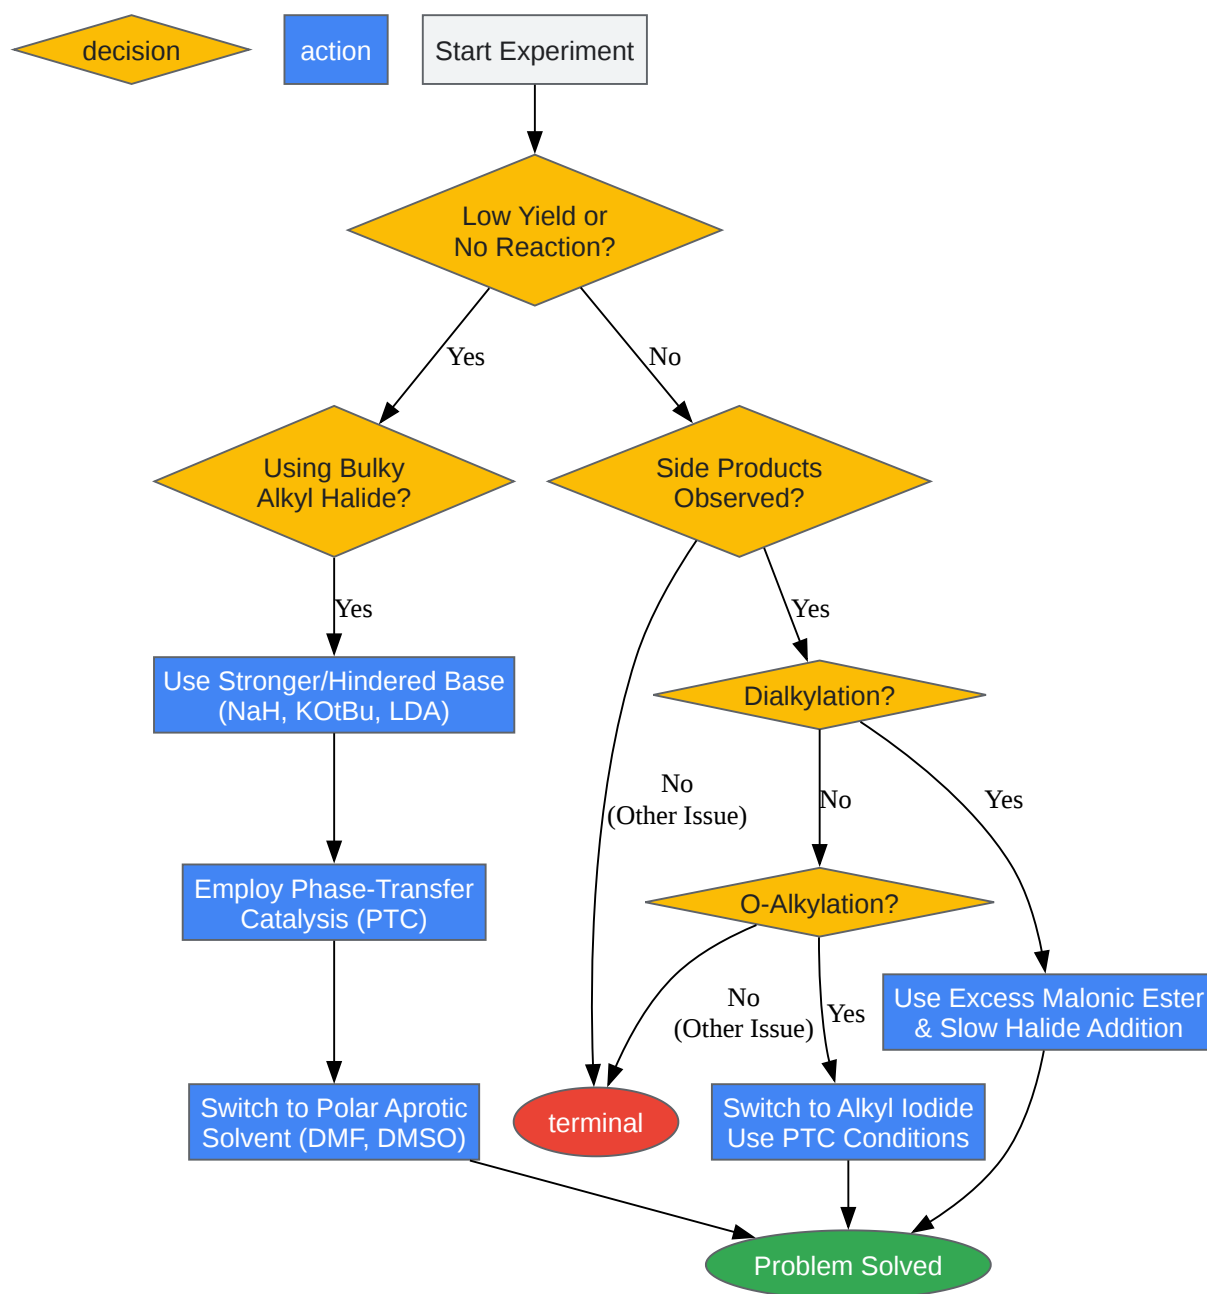 decision
action
Start Experiment
Low Yield or
No Reaction?
Yes
No
Using Bulky
Alkyl Halide?
Side Products
Observed?
Yes
Yes
Use Stronger/Hindered Base
(NaH, KOtBu, LDA)
Dialkylation?
No
(Other Issue)
No
Yes
Employ Phase-Transfer
Catalysis (PTC)
O-Alkylation?
No
(Other Issue)
Yes
Use Excess Malonic Ester
& Slow Halide Addition
Switch to Polar Aprotic
Solvent (DMF, DMSO)
terminal
Switch to Alkyl Iodide
Use PTC Conditions
Problem Solved